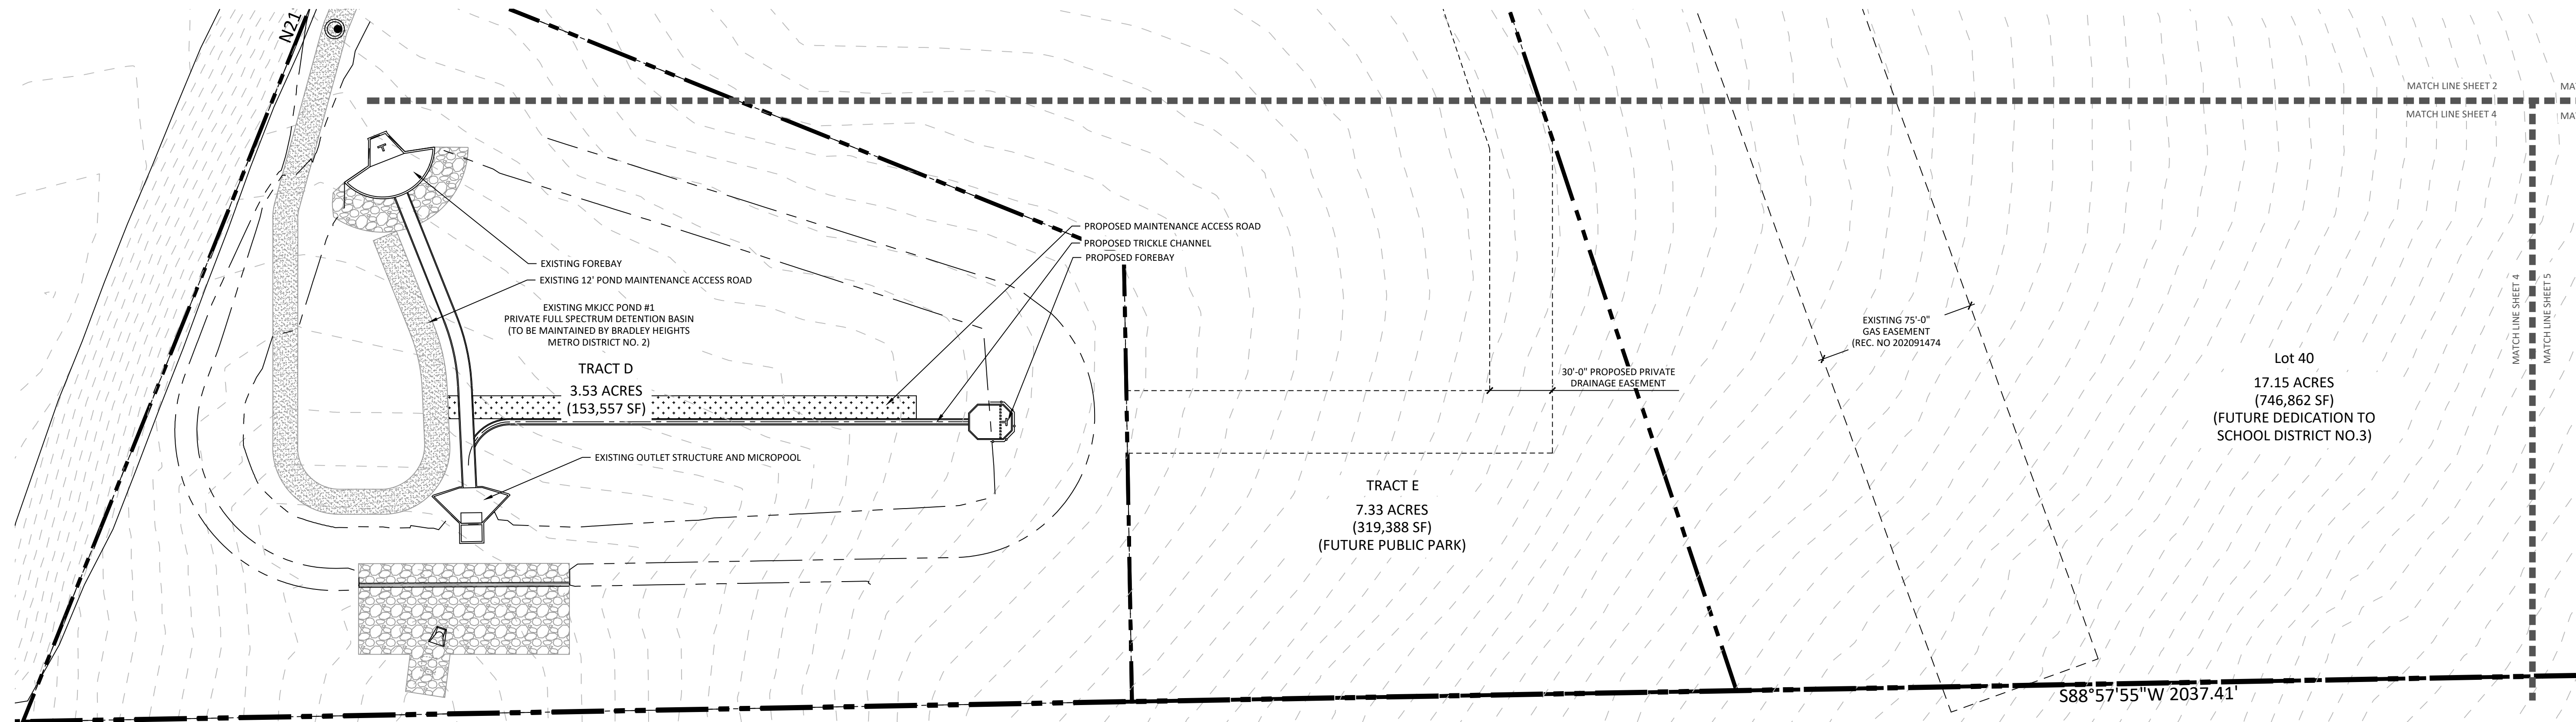 N21
MATCH LINE SHEET 2
MA
MATCH LINE SHEET 4
MA
PROPOSED MAINTENANCE ACCESS ROAD
PROPOSED TRICKLE CHANNEL
PROPOSED FOREBAY
EXISTING FOREBAY
EXISTING 12' POND MAINTENANCE ACCESS ROAD
EXISTING MKJCC POND #1
PRIVATE FULL SPECTRUM DETENTION BASIN
(TO BE MAINTAINED BY BRADLEY HEIGHTS
METRO DISTRICT NO. 2)
TRACT D
3.53 ACRES
(153,557 SF)
EXISTING OUTLET STRUCTURE AND MICROPOOL
30'-0" PROPOSED PRIVATE
DRAINAGE EASEMENT
TRACT E
7.33 ACRES
(319,388 SF)
(FUTURE PUBLIC PARK)
EXISTING 75'-0"
GAS EASEMENT
(REC. NO 202091474
Lot 40
17.15 ACRES
(746,862 SF)
(FUTURE DEDICATION TO
SCHOOL DISTRICT NO.3)
MATCH LINE SHEET 4
MATCH LINE SHEET 5
S88°57'55"W 2037.41'